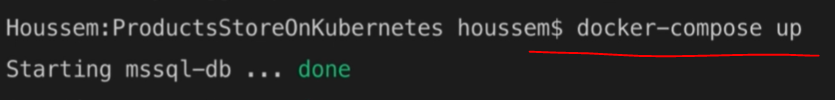 Houssem:ProductsStoreOnKubernetes houssem$ docker-compose up
Starting mssql-db ... done